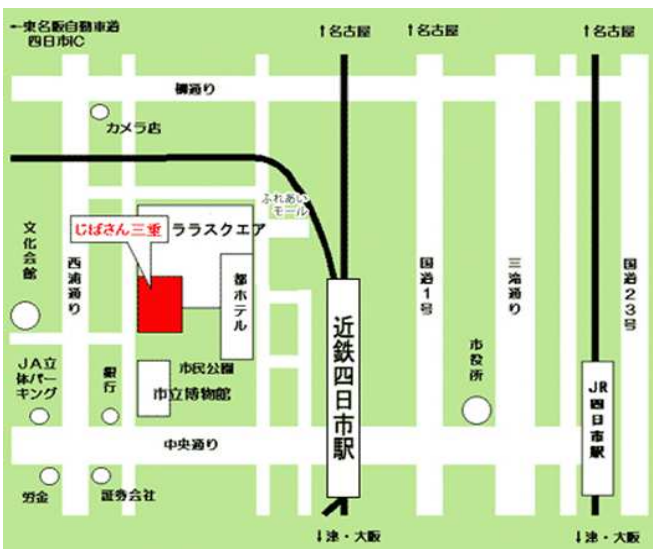 ←東名阪自動車道
四日市IC
↑名古屋
↑名古屋
↑名古屋
柳通り
カメラ店
ふれあい
モール
じばさん三重
ララスクエア
文化会館
西浦通り
都ホテル
国道1号
三滝通り
国道23号
近鉄四日市駅
市役所
JR四日市駅
JA立
体パー
キング
銀行
市民公園
市立博物館
中央通り
労金
証券会社
↓津・大阪
↓津・大阪